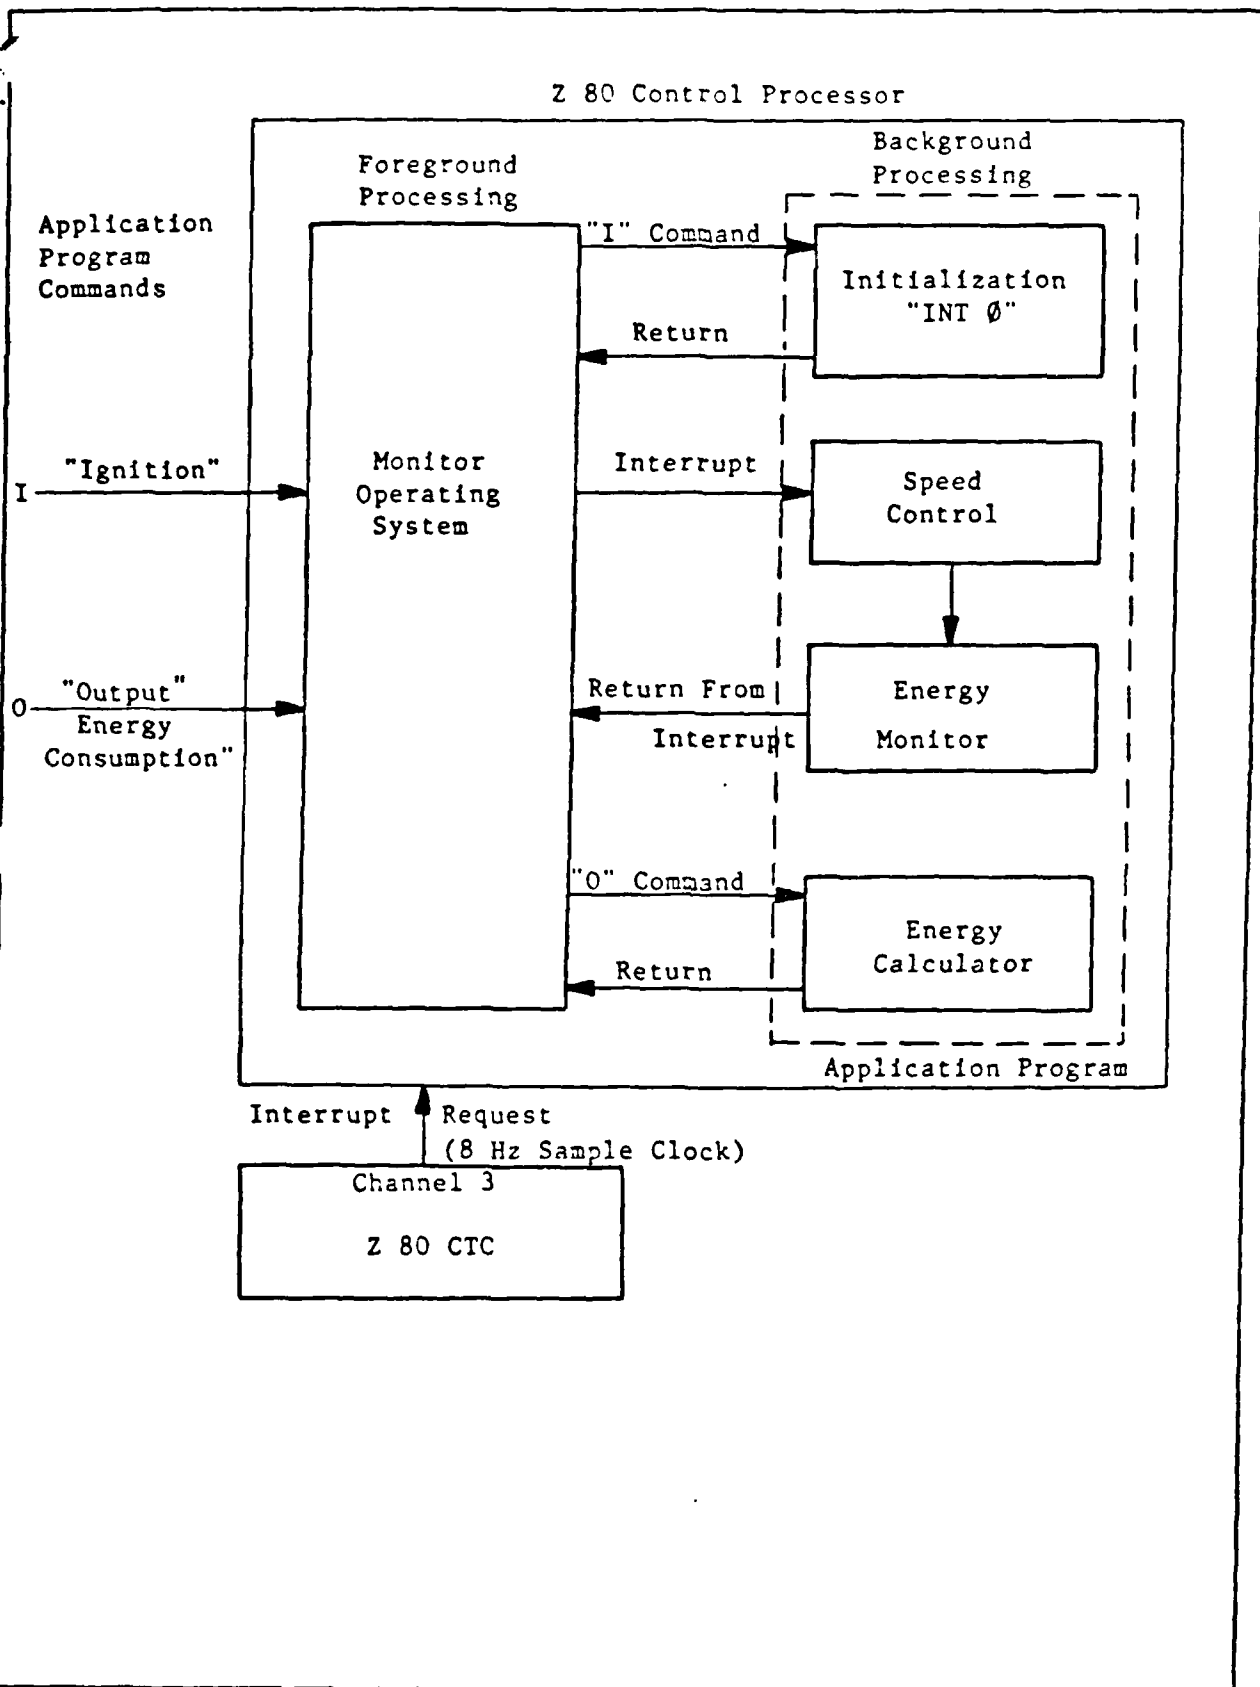 Z 80 Control Processor
Foreground
Processing
Background
Processing
Application
Program
Commands
"I" Command
Initialization
"INT Ø"
Return
I
"Ignition"
Monitor
Operating
System
Interrupt
Speed
Control
O
"Output"
Energy
Consumption"
Return From
Interrupt
Energy
Monitor
"O" Command
Energy
Calculator
Return
Application Program
Interrupt
Request
(8 Hz Sample Clock)
Channel 3
Z 80 CTC